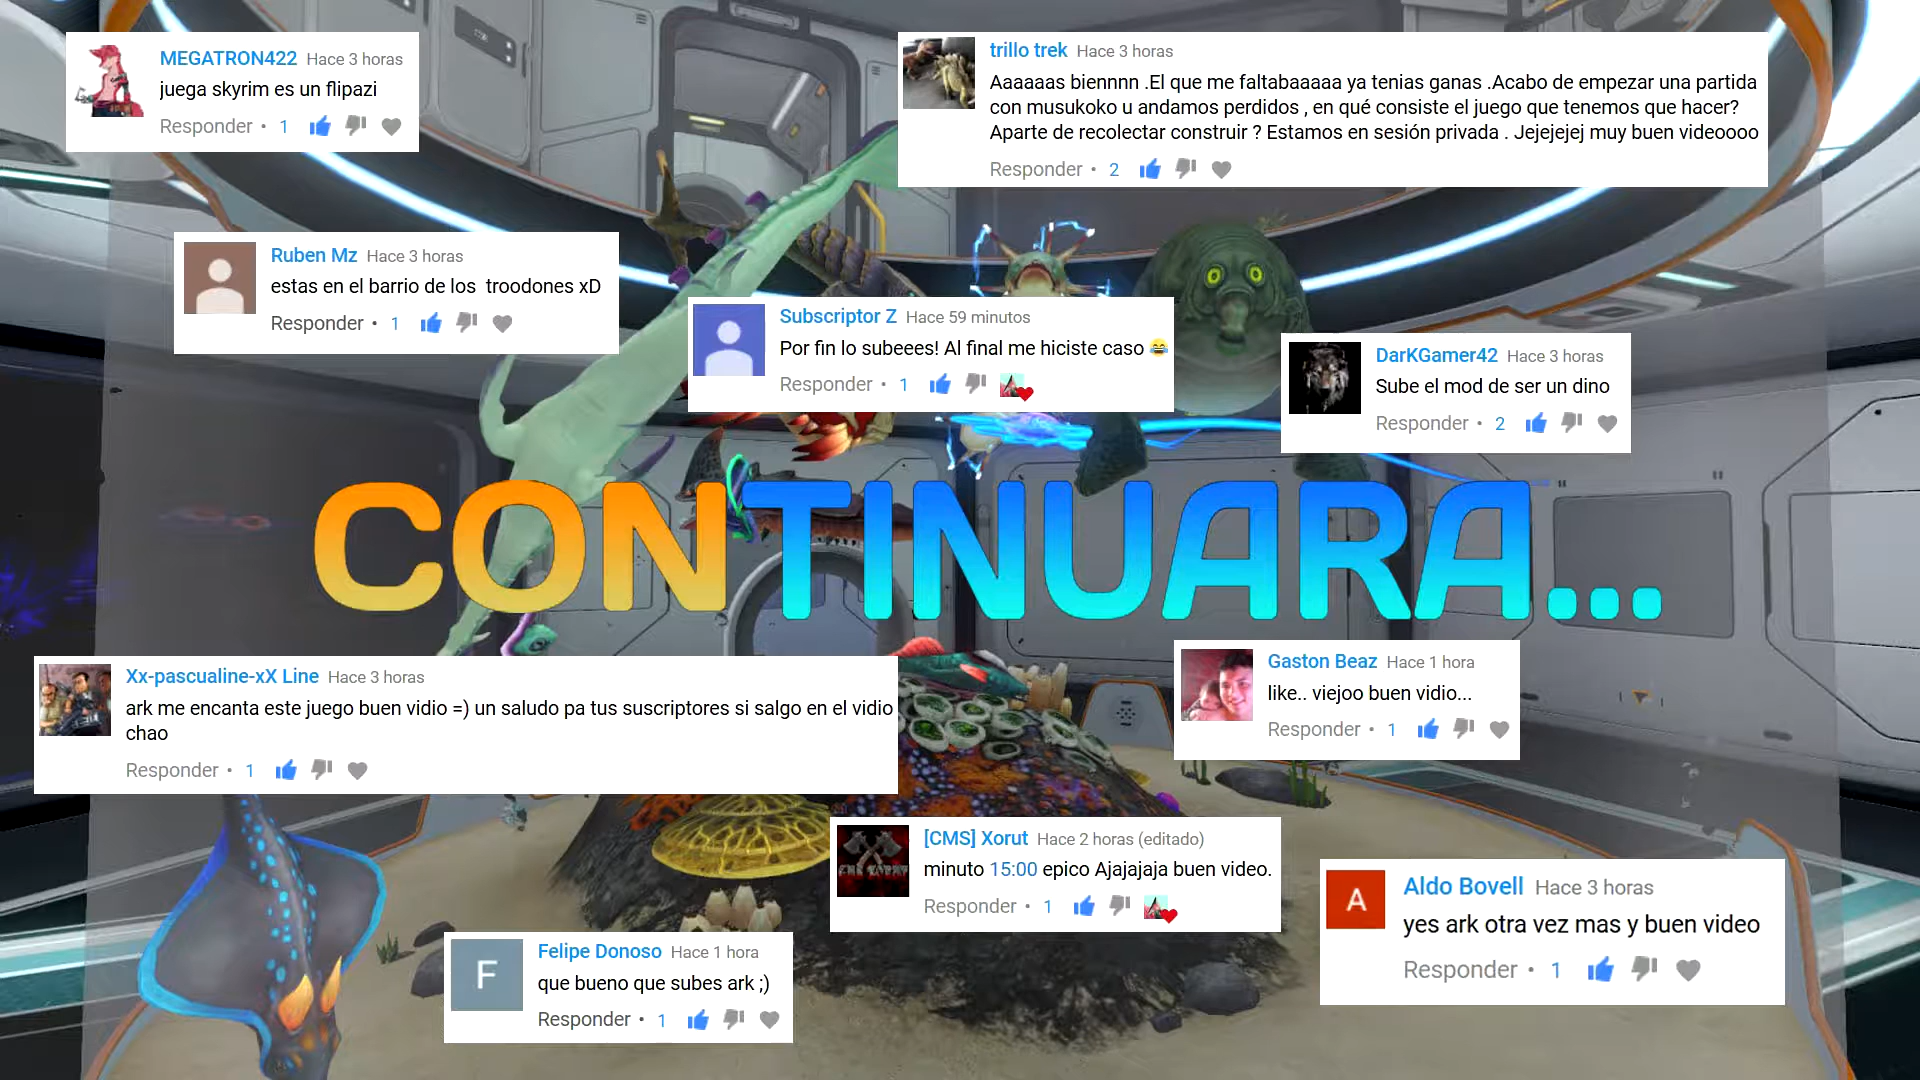 MEGATRON422 Hace 3 horas
juega skyrim es un flipazi
Responder • 1
trillo trek Hace 3 horas
Aaaaaas biennnn .El que me faltabaaaaa ya tenias ganas .Acabo de empezar una partida
con musukoko u andamos perdidos , en qué consiste el juego que tenemos que hacer?
Aparte de recolectar construir ? Estamos en sesión privada . Jejejejej muy buen videoooo
Responder • 2
Ruben Mz Hace 3 horas
estas en el barrio de los troodones xD
Responder • 1
Subscriptor Z Hace 59 minutos
Por fin lo subeees! Al final me hiciste caso 😂
Responder • 1
DarKGamer42 Hace 3 horas
Sube el mod de ser un dino
Responder • 2
CONTINUARA...
Xx-pascualine-xX Line Hace 3 horas
ark me encanta este juego buen vidio =) un saludo pa tus suscriptores si salgo en el vidio
chao
Responder • 1
Gaston Beaz Hace 1 hora
like.. viejoo buen vidio...
Responder • 1
[CMS] Xorut Hace 2 horas (editado)
minuto 15:00 epico Ajajajaja buen video.
Responder • 1
A
Aldo Bovell Hace 3 horas
yes ark otra vez mas y buen video
Responder • 1
F
Felipe Donoso Hace 1 hora
que bueno que subes ark ;)
Responder • 1